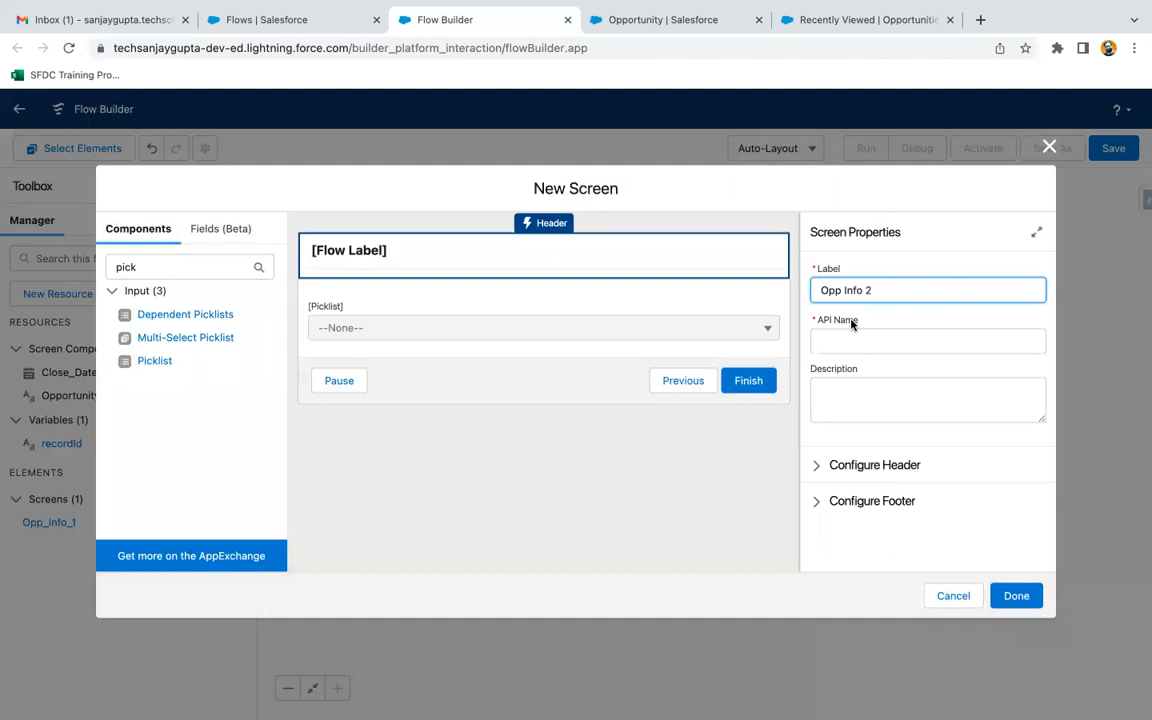 Inbox (1) - sanjaygupta.techsc
Flows | Salesforce
Flow Builder
Opportunity | Salesforce
Recently Viewed | Opportunitie
techsanjaygupta-dev-ed.lightning.force.com/builder_platform_interaction/flowBuilder.app
SFDC Training Pro...
Flow Builder
?
Select Elements
Auto-Layout
Run
Debug
Activate
Save
Toolbox
New Screen
Manager
Components
Fields (Beta)
Header
Screen Properties
Search this f
pick
[Flow Label]
* Label
New Resource
Input (3)
Opp Info 2
RESOURCES
Dependent Picklists
[Picklist]
* API Name
Screen Compo
Multi-Select Picklist
--None--
Close_Date
Picklist
Description
Opportunity
Pause
Previous
Finish
Variables (1)
recordId
Configure Header
ELEMENTS
Screens (1)
Configure Footer
Opp_Info_1
Get more on the AppExchange
Cancel
Done